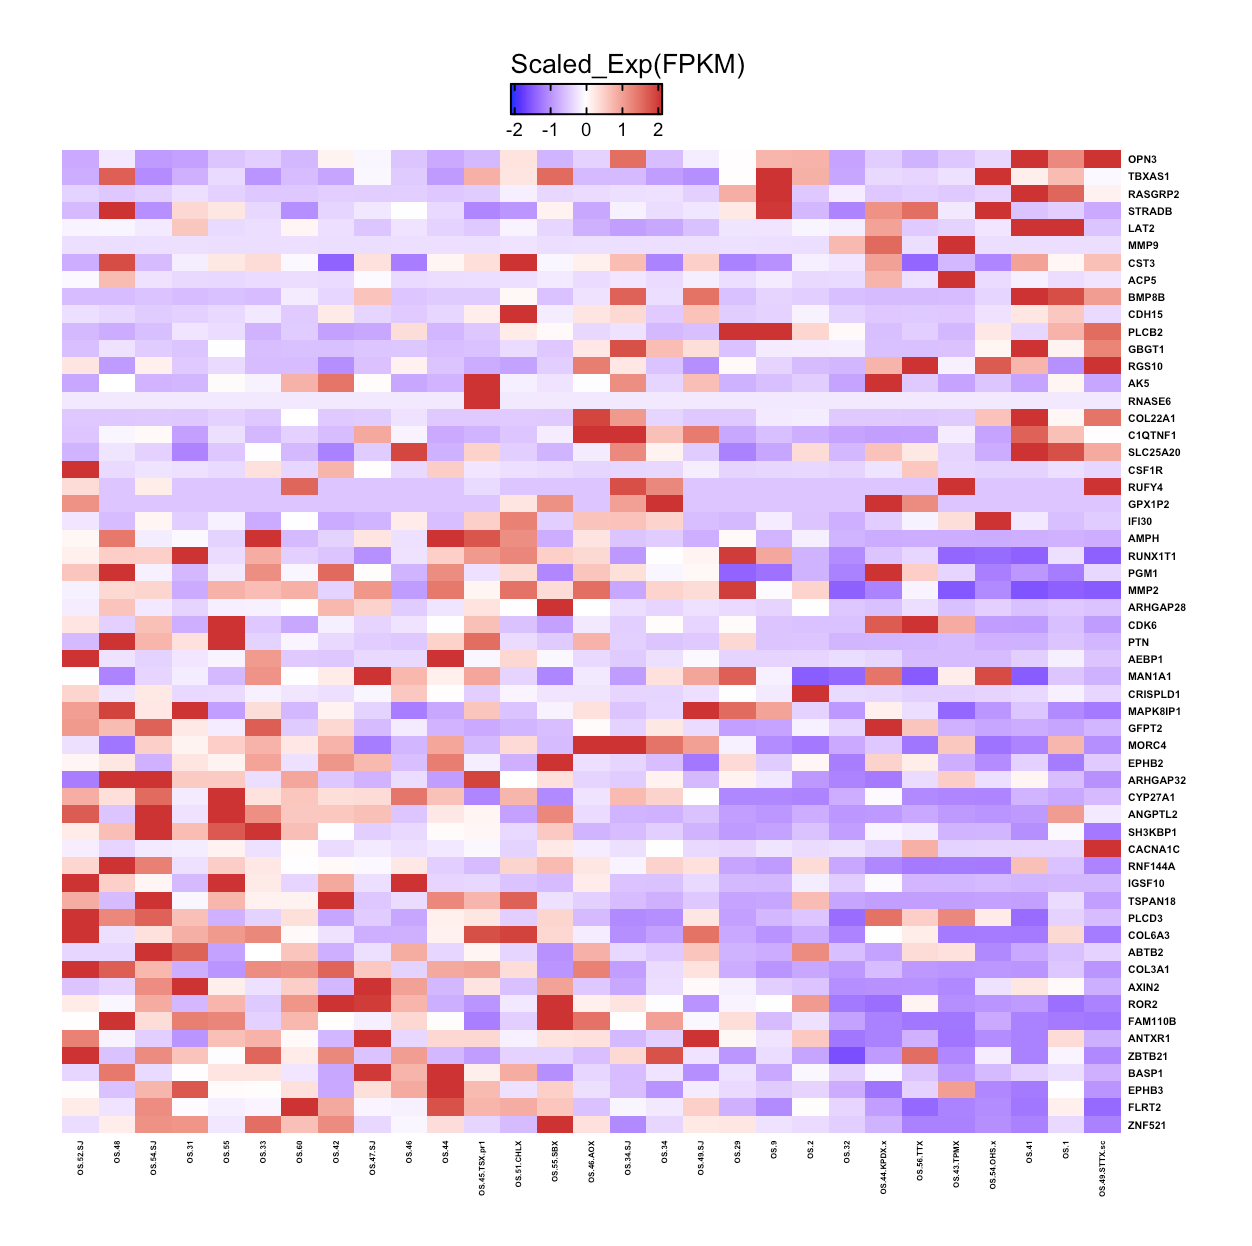 Scaled_Exp(FPKM)
-2 -1 0 1 2
OPN3
TBXAS1
RASGRP2
STRADB
LAT2
MMP9
CST3
ACP5
BMP8B
CDH15
PLCB2
GBGT1
RGS10
AK5
RNASE6
COL22A1
C1QTNF1
SLC25A20
CSF1R
RUFY4
GPX1P2
IFI30
AMPH
RUNX1T1
PGM1
MMP2
ARHGAP28
CDK6
PTN
AEBP1
MAN1A1
CRISPLD1
MAPK8IP1
GFPT2
MORC4
EPHB2
ARHGAP32
CYP27A1
ANGPTL2
SH3KBP1
CACNA1C
RNF144A
IGSF10
TSPAN18
PLCD3
COL6A3
ABTB2
COL3A1
AXIN2
ROR2
FAM110B
ANTXR1
ZBTB21
BASP1
EPHB3
FLRT2
ZNF521
OS.52.SJ
OS.48
OS.54.SJ
OS.31
OS.55
OS.33
OS.60
OS.42
OS.47.SJ
OS.46
OS.44
OS.45.TSX.pr1
OS.51.CHLX
OS.55.SBX
OS.46.AOX
OS.34.SJ
OS.34
OS.49.SJ
OS.29
OS.9
OS.2
OS.32
OS.44.KPDX.x
OS.56.TTX
OS.43.TPMX
OS.54.OHS.x
OS.41
OS.1
OS.49.STTX.sc